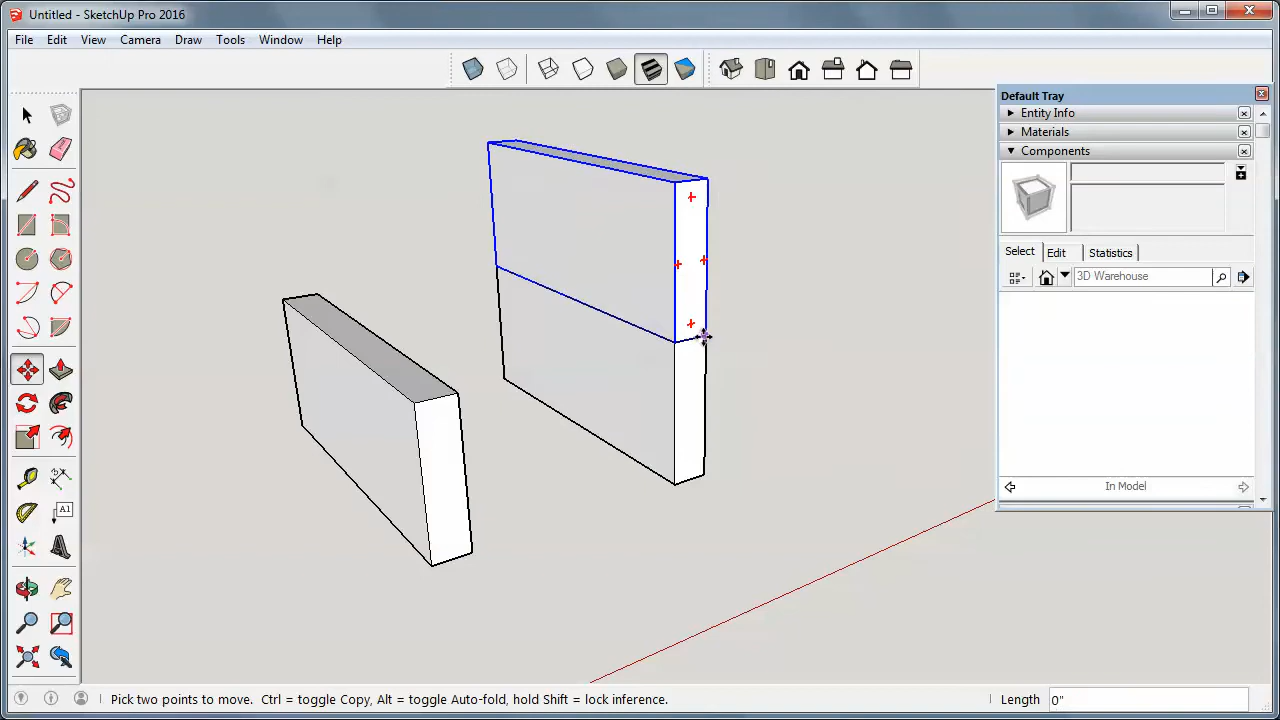 Untitled - SketchUp Pro 2016
File Edit View Camera Draw Tools Window Help
Default Tray
Entity Info
Materials
Components
Select Edit Statistics
3D Warehouse
In Model
A1
Pick two points to move. Ctrl = toggle Copy, Alt = toggle Auto-fold, hold Shift = lock inference. Length 0"